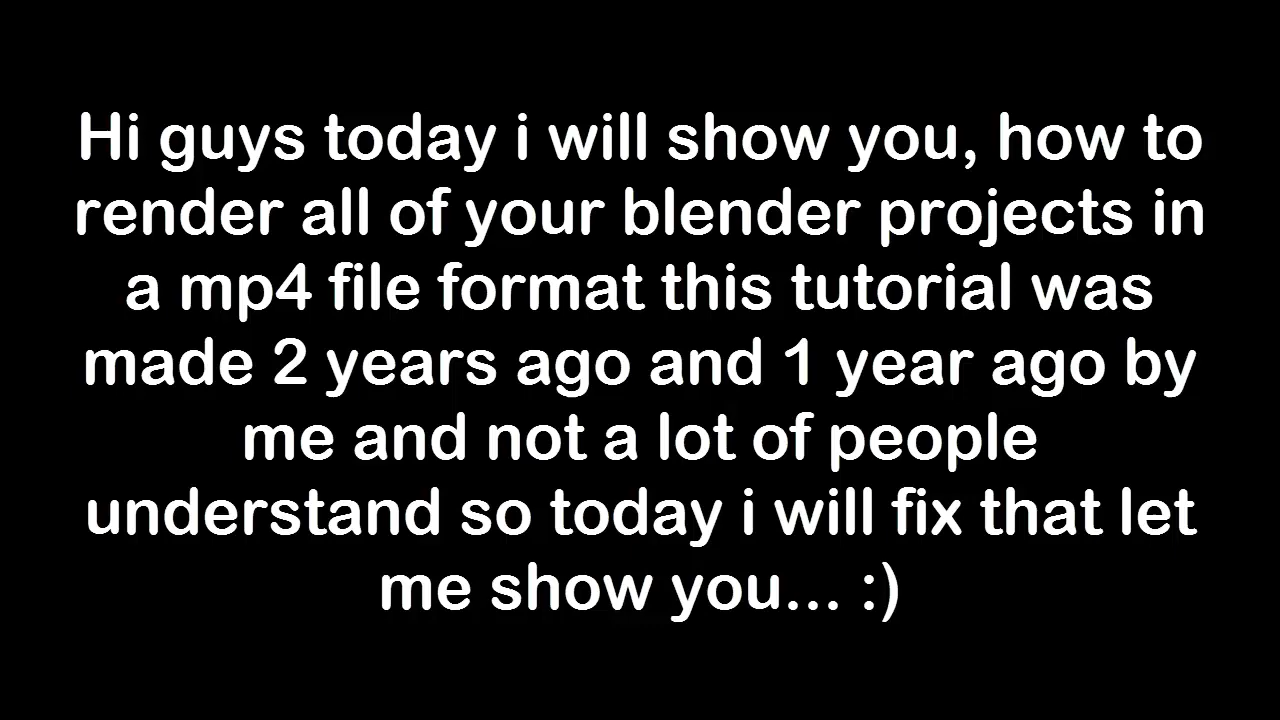 Hi guys today i will show you, how to
render all of your blender projects in
a mp4 file format this tutorial was
made 2 years ago and 1 year ago by
me and not a lot of people
understand so today i will fix that let
me show you... :)